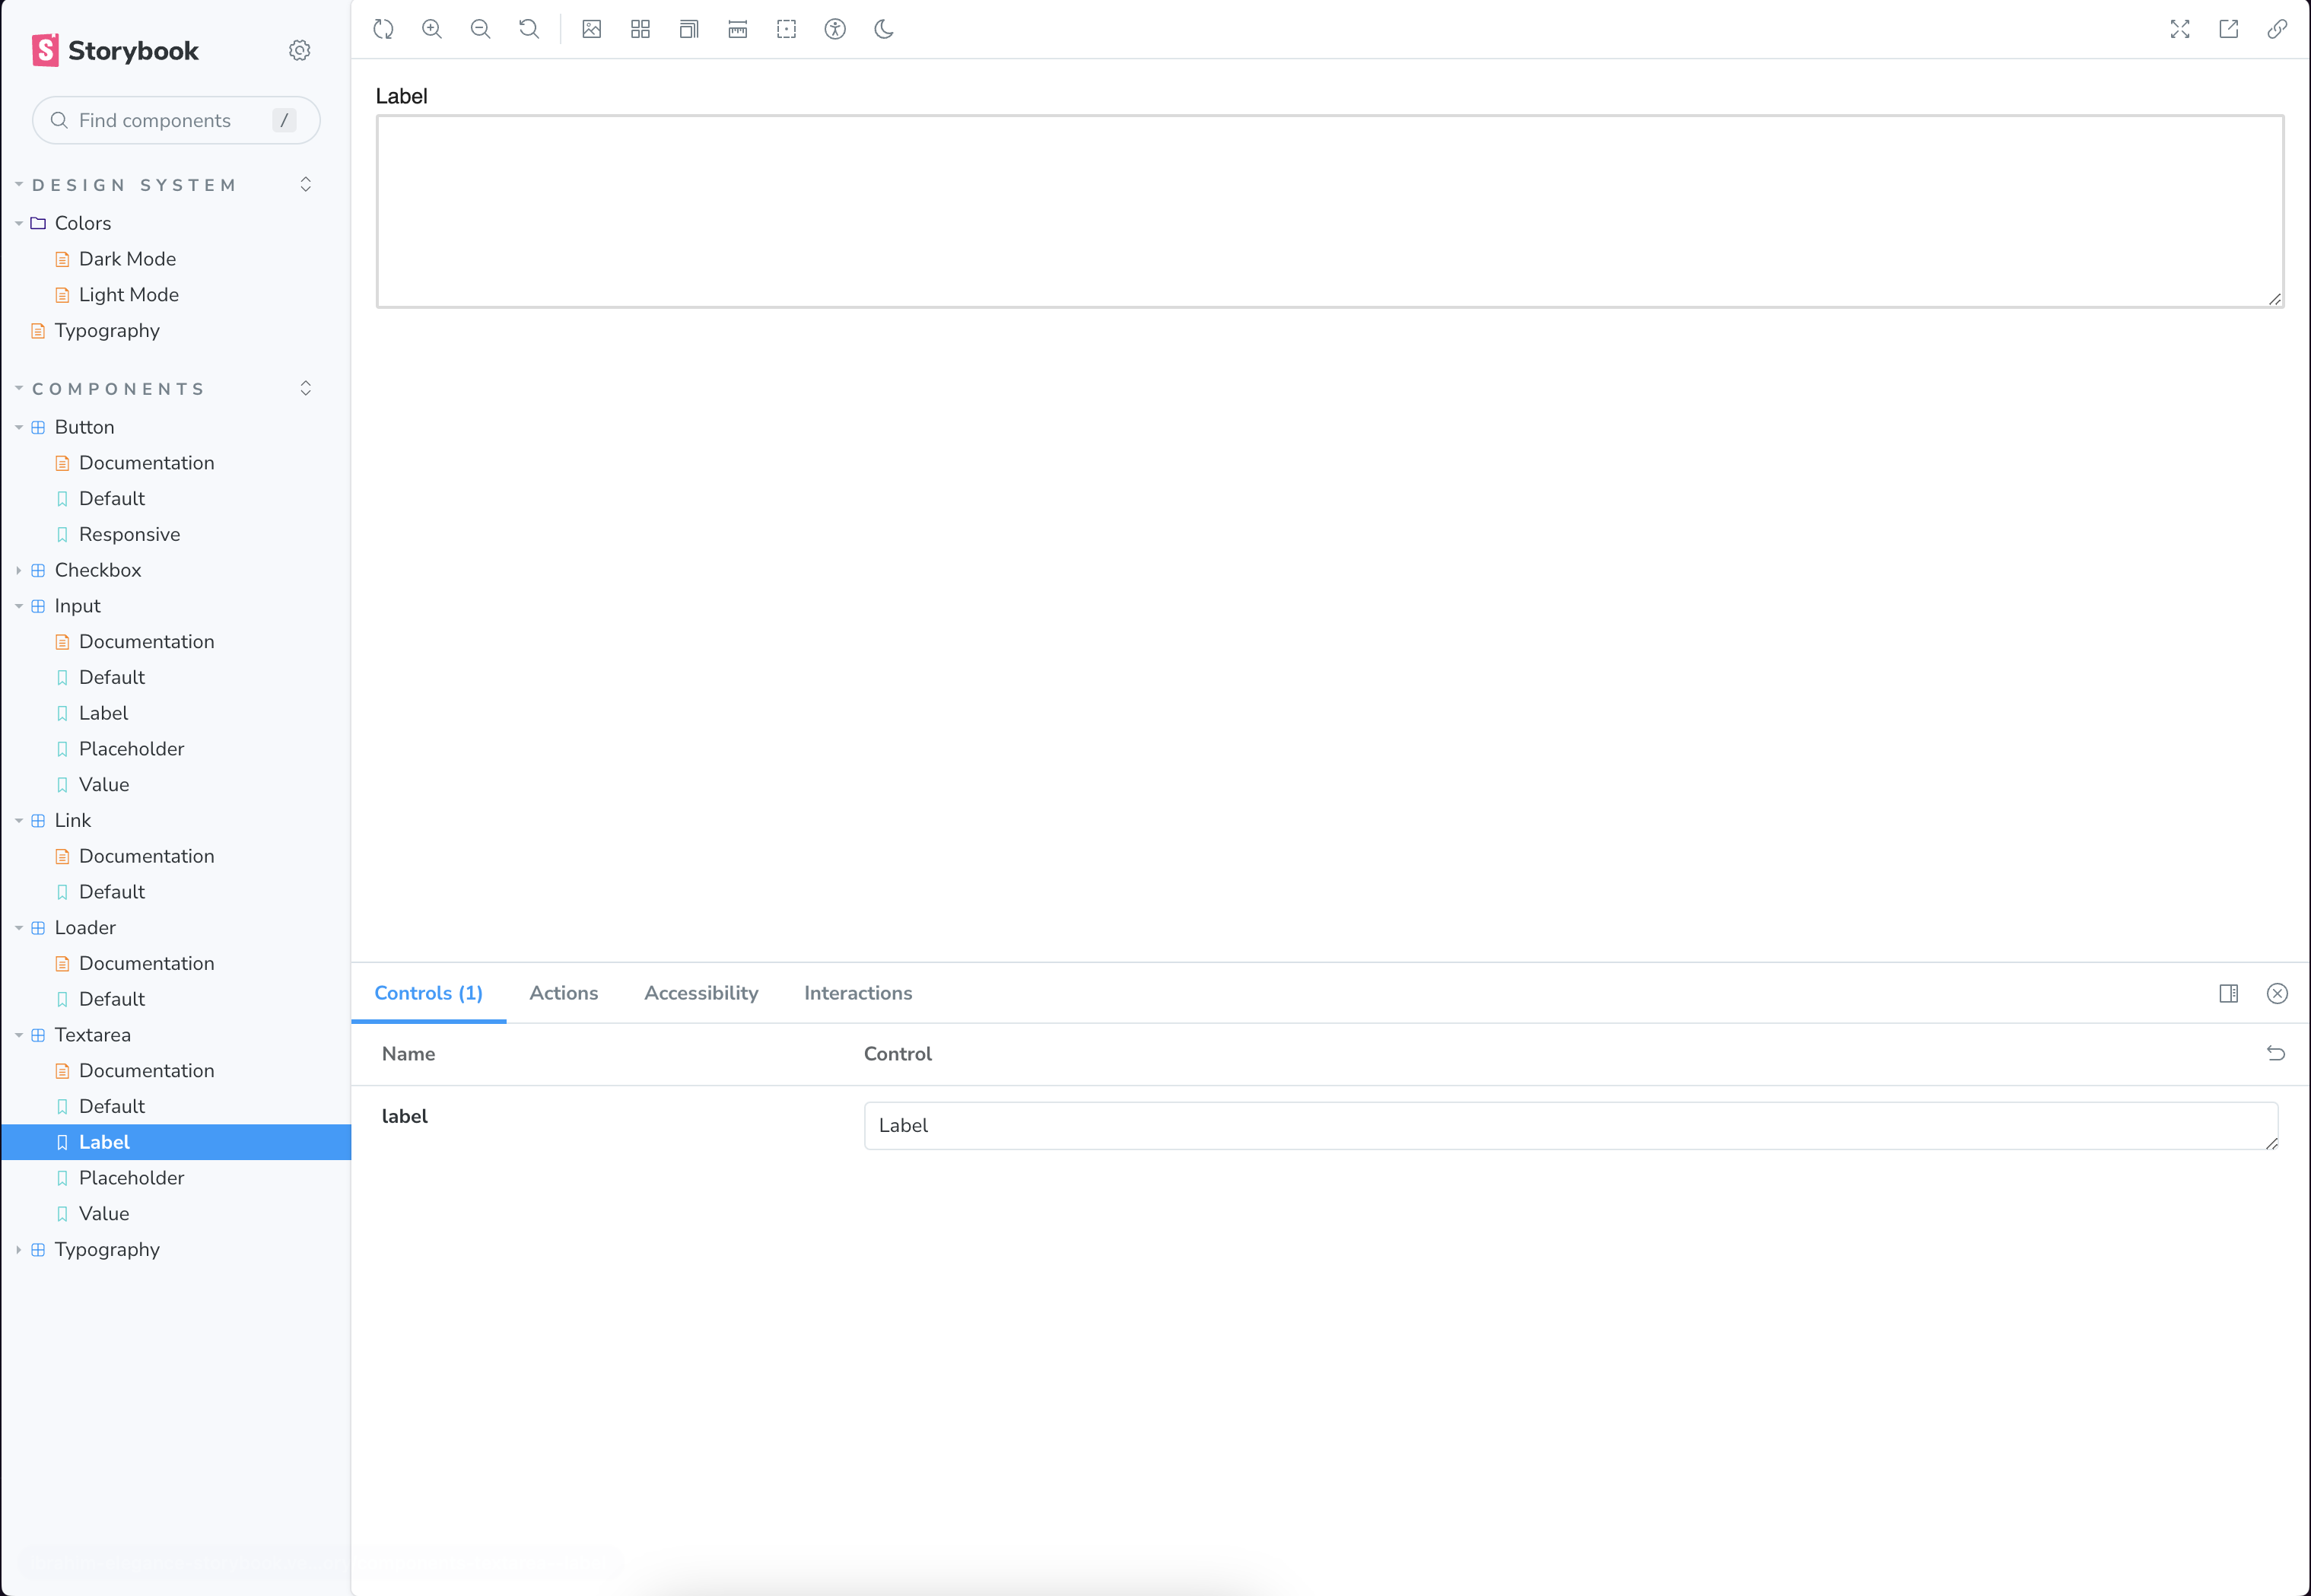 Storybook
Find components /
DESIGN SYSTEM
Colors
Dark Mode
Light Mode
Typography
COMPONENTS
Button
Documentation
Default
Responsive
Checkbox
Input
Documentation
Default
Label
Placeholder
Value
Link
Documentation
Default
Loader
Documentation
Default
Textarea
Documentation
Default
Label
Placeholder
Value
Typography
Label
Controls (1) Actions Accessibility Interactions
Name Control
label Label